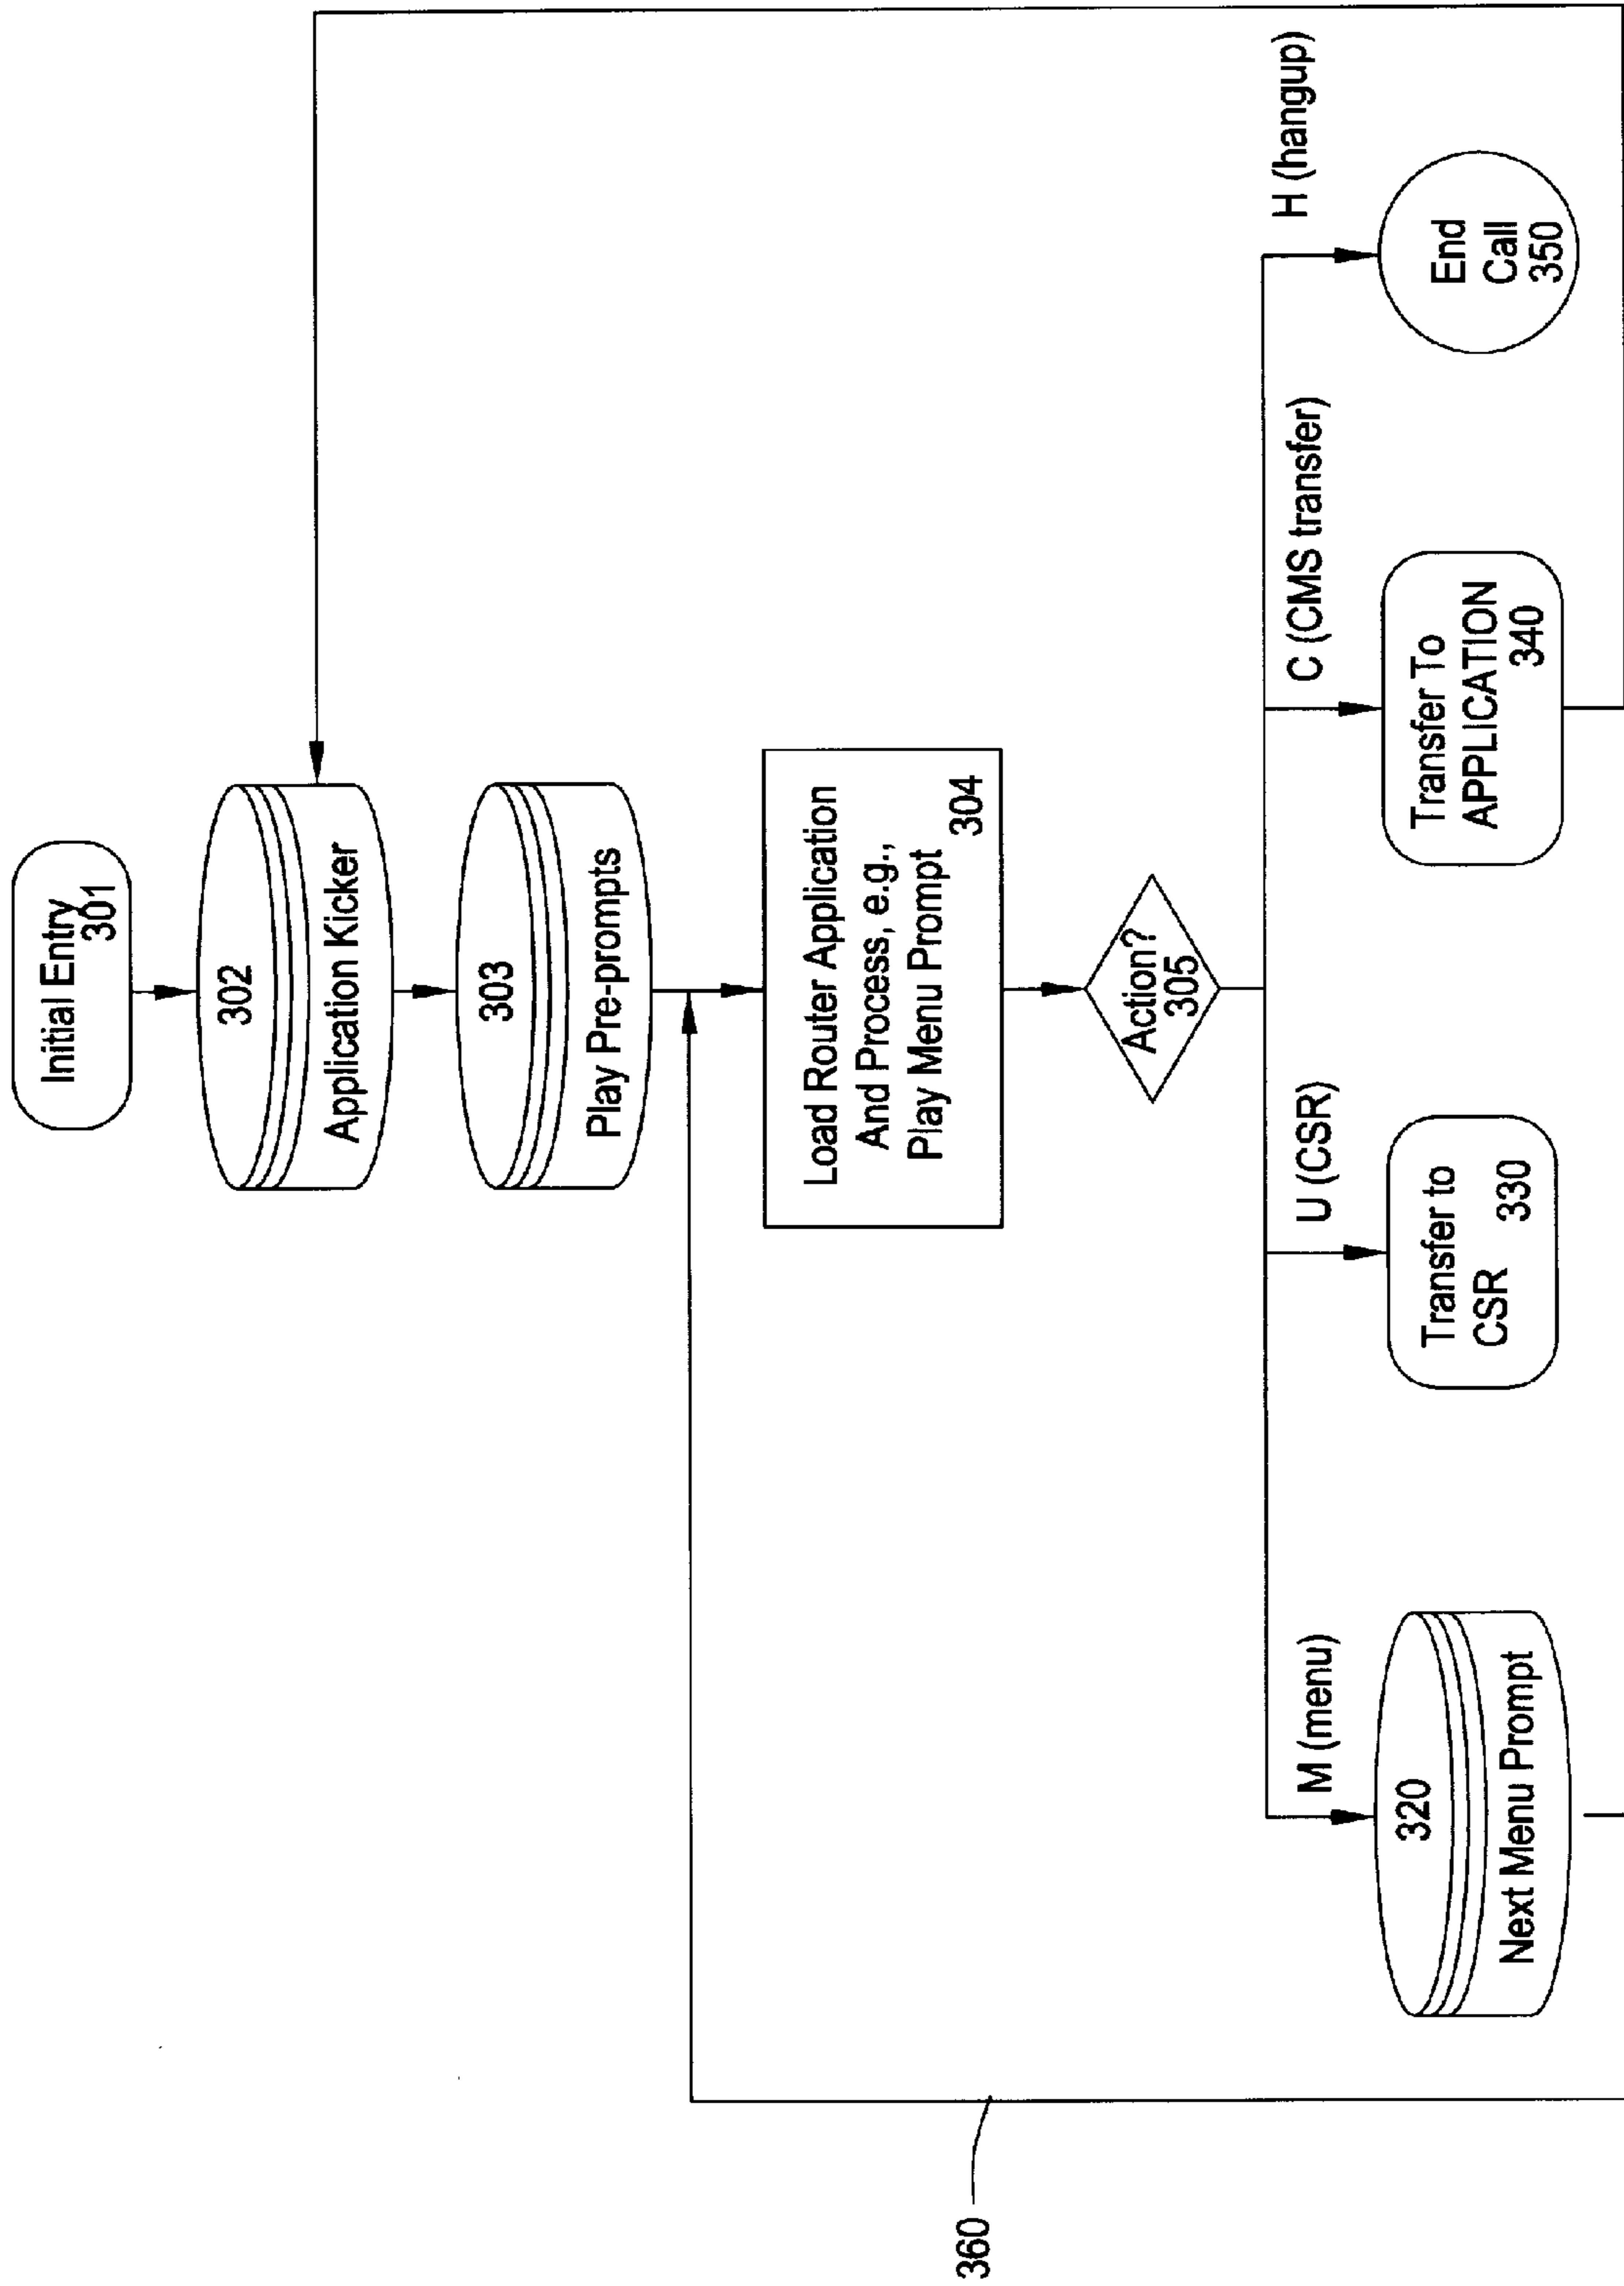 Initial Entry
301
302
Application Kicker
303
Play Pre-prompts
Load Router Application
And Process, e.g.,
Play Menu Prompt 304
Action?
305
M (menu)
U (CSR)
C (CMS transfer)
H (hangup)
320
Next Menu Prompt
Transfer to
CSR 330
Transfer To
APPLICATION
340
End
Call
350
360